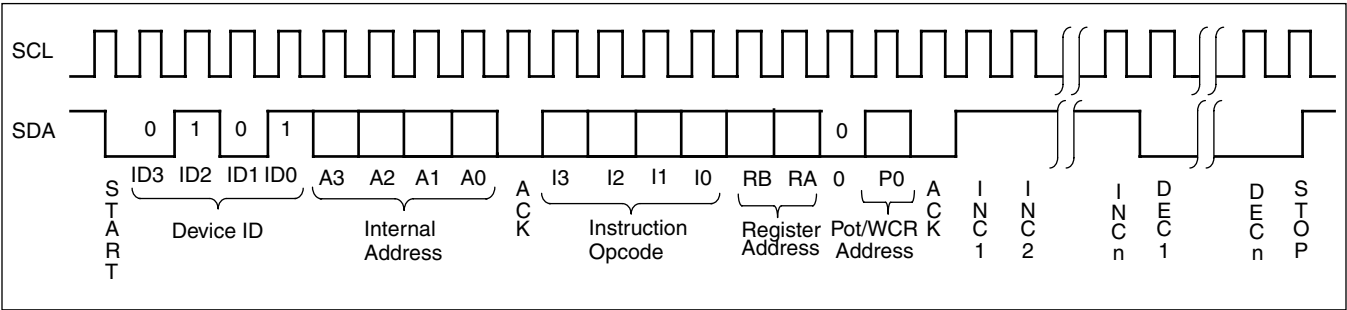 SCL
SDA
0 1 0 1 0
ID3 ID2 ID1 ID0 A3 A2 A1 A0 I3 I2 I1 I0 RB RA 0 P0
START
Device ID
Internal
Address
ACK
Instruction
Opcode
Register
Address
Pot/WCR
Address
ACK
INC1
INC2
INCn
DEC1
DECn
STOP